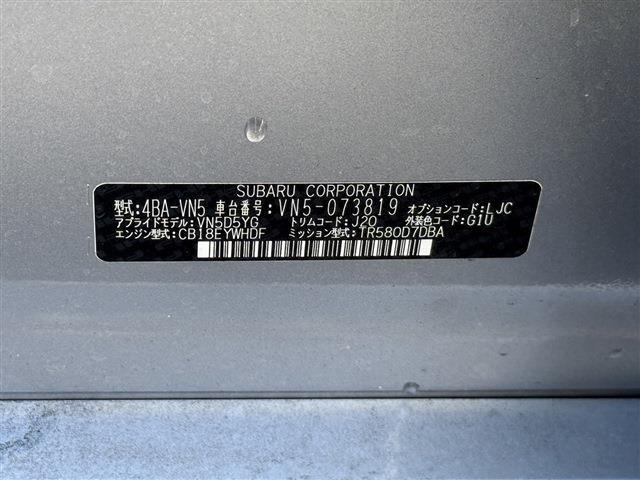 SUBARU CORPORATION
型式:4BA-VN5 車台番号:VN5-073819 オプションコード:LJC
アプライドモデル:VN5D5YG トリムコード:J20 外装色コード:G1U
エンジン型式:CB18EYWHDF ミッション型式:TR580D7DBA